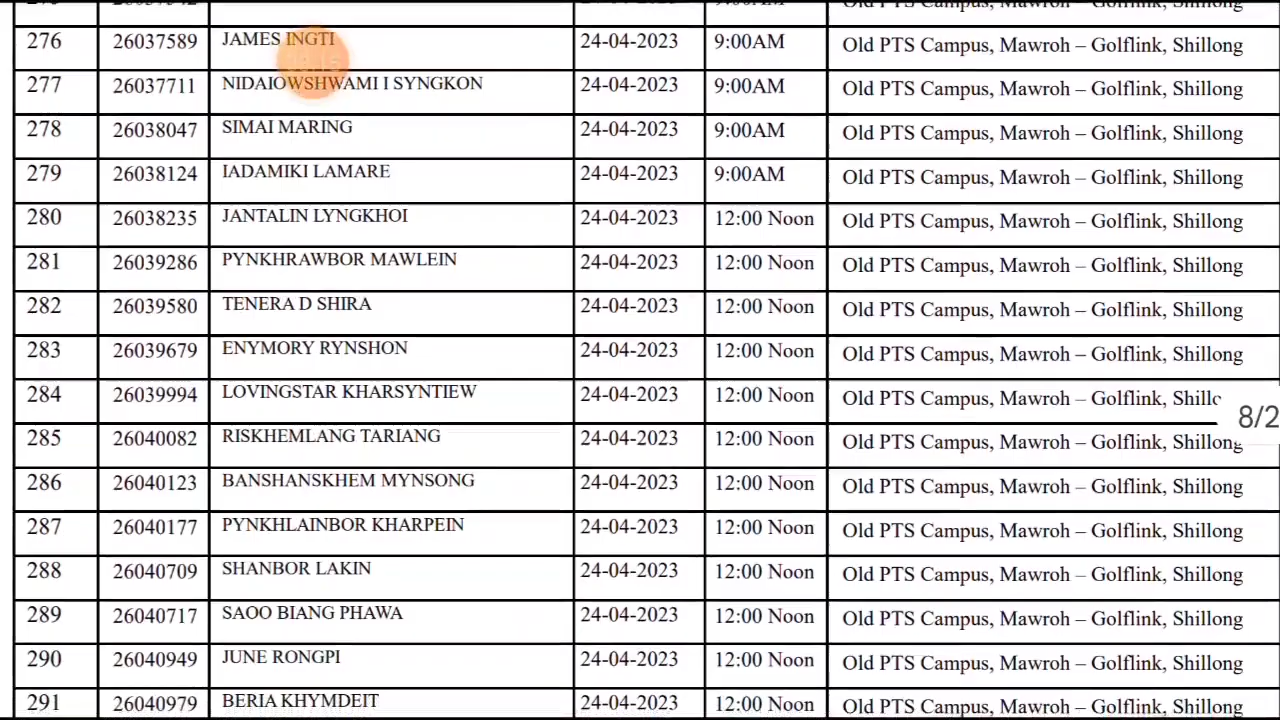 276 26037589 JAMES INGTI 24-04-2023 9:00AM Old PTS Campus, Mawroh – Golflink, Shillong
277 26037711 NIDAIOWSHWAMI I SYNGKON 24-04-2023 9:00AM Old PTS Campus, Mawroh – Golflink, Shillong
278 26038047 SIMAI MARING 24-04-2023 9:00AM Old PTS Campus, Mawroh – Golflink, Shillong
279 26038124 IADAMIKI LAMARE 24-04-2023 9:00AM Old PTS Campus, Mawroh – Golflink, Shillong
280 26038235 JANTALIN LYNGKHOI 24-04-2023 12:00 Noon Old PTS Campus, Mawroh – Golflink, Shillong
281 26039286 PYNKHRAWBOR MAWLEIN 24-04-2023 12:00 Noon Old PTS Campus, Mawroh – Golflink, Shillong
282 26039580 TENERA D SHIRA 24-04-2023 12:00 Noon Old PTS Campus, Mawroh – Golflink, Shillong
283 26039679 ENYMORY RYNSHON 24-04-2023 12:00 Noon Old PTS Campus, Mawroh – Golflink, Shillong
284 26039994 LOVINGSTAR KHARSYNTIEW 24-04-2023 12:00 Noon Old PTS Campus, Mawroh – Golflink, Shillo
8/2
285 26040082 RISKHEMLANG TARIANG 24-04-2023 12:00 Noon Old PTS Campus, Mawroh – Golflink, Shillong
286 26040123 BANSHANSKHEM MYNSONG 24-04-2023 12:00 Noon Old PTS Campus, Mawroh – Golflink, Shillong
287 26040177 PYNKHLAINBOR KHARPEIN 24-04-2023 12:00 Noon Old PTS Campus, Mawroh – Golflink, Shillong
288 26040709 SHANBOR LAKIN 24-04-2023 12:00 Noon Old PTS Campus, Mawroh – Golflink, Shillong
289 26040717 SAOO BIANG PHAWA 24-04-2023 12:00 Noon Old PTS Campus, Mawroh – Golflink, Shillong
290 26040949 JUNE RONGPI 24-04-2023 12:00 Noon Old PTS Campus, Mawroh – Golflink, Shillong
291 26040979 BERIA KHYMDEIT 24-04-2023 12:00 Noon Old PTS Campus, Mawroh – Golflink, Shillong